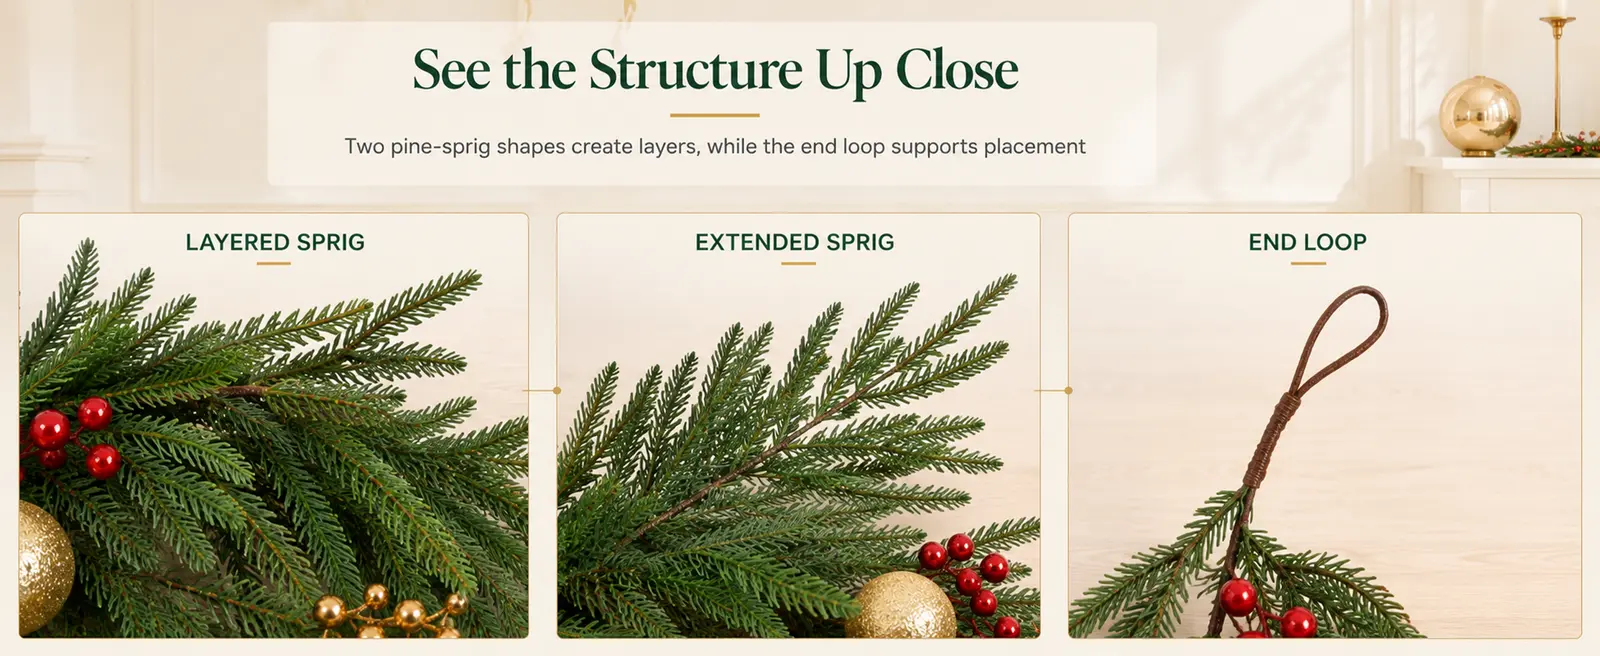 See the Structure Up Close
Two pine-sprig shapes create layers, while the end loop supports placement
LAYERED SPRIG
EXTENDED SPRIG
END LOOP